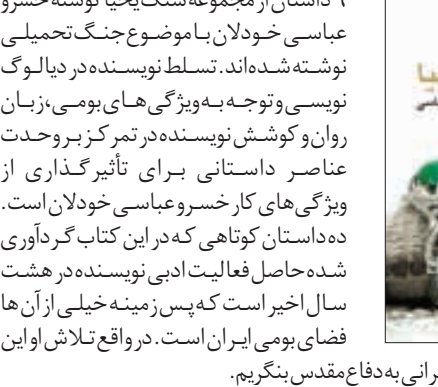 ۹ داستان از مجموعه سنگ یحیا نوشته خسرو
عباسی خودلان با موضوع جنگ تحمیلی
نوشته شده‌اند. تسلط نویسنده در دیالوگ
نویسی و توجه به ویژگی‌های بومی، زبان
روان و کوشش نویسنده در تمرکز بر وحدت
عناصر داستانی برای تأثیرگذاری از
ویژگی‌های کار خسرو عباسی خودلان است.
ده داستان کوتاهی که در این کتاب گردآوری
شده حاصل فعالیت ادبی نویسنده در هشت
سال اخیر است که پس زمینه خیلی از آن‌ها
فضای بومی ایران است. در واقع تلاش او این
به دفاع مقدس بنگریم.